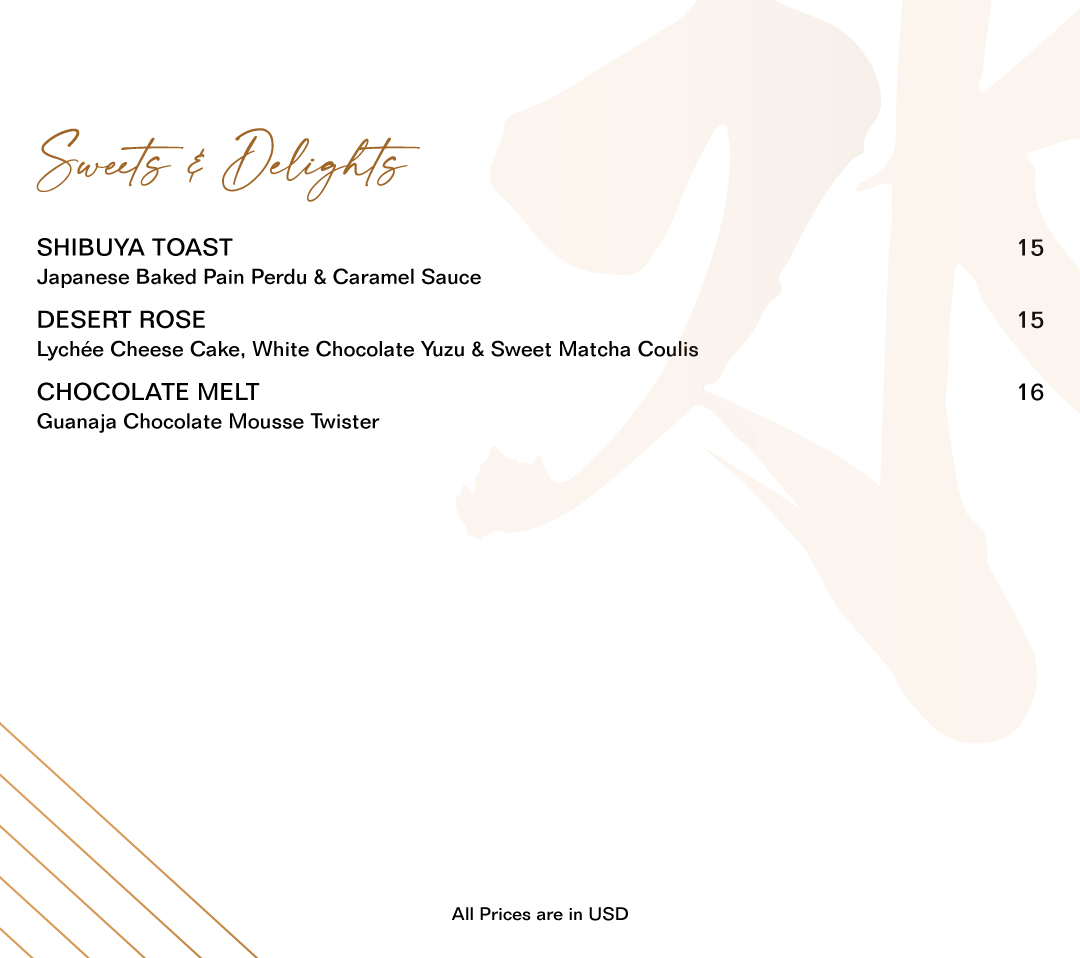 Sweets & Delights
SHIBUYA TOAST 15
Japanese Baked Pain Perdu & Caramel Sauce
DESERT ROSE 15
Lychée Cheese Cake, White Chocolate Yuzu & Sweet Matcha Coulis
CHOCOLATE MELT 16
Guanaja Chocolate Mousse Twister
All Prices are in USD